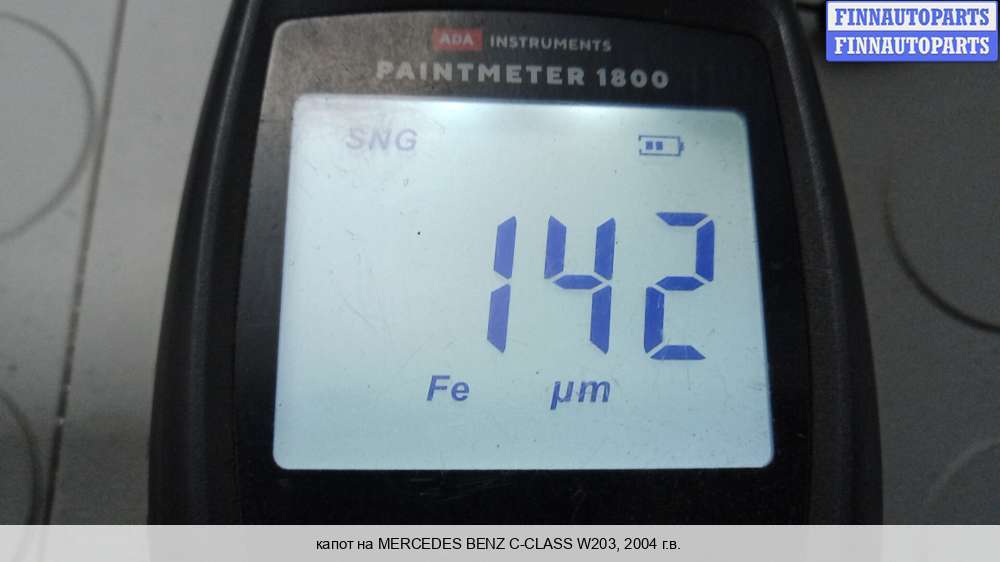 FINNAUTOPARTS
FINNAUTOPARTS
ADA INSTRUMENTS
PAINTMETER 1800
SNG
142
Fe µm
капот на MERCEDES BENZ C-CLASS W203, 2004 г.в.